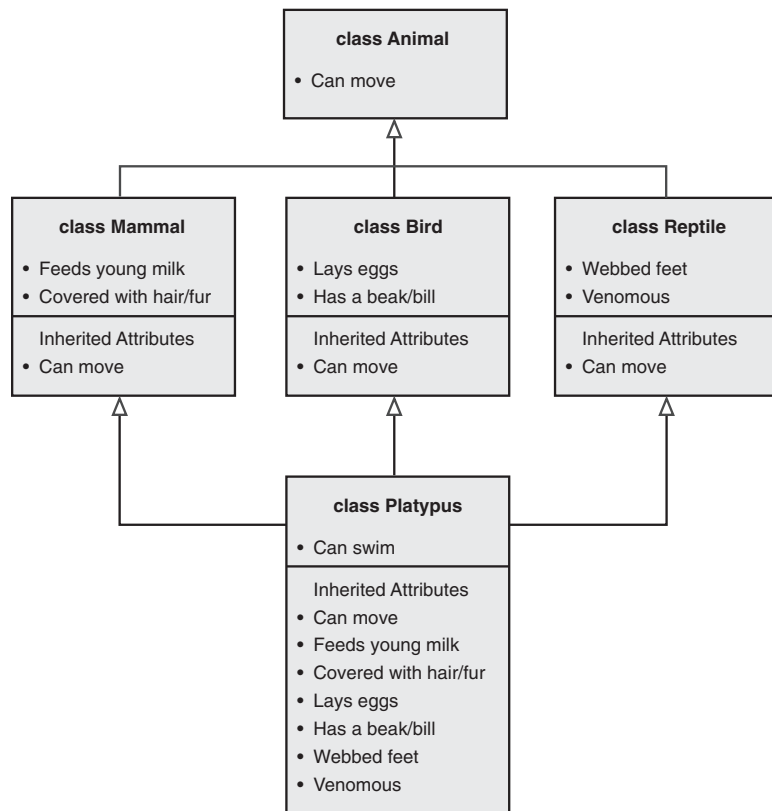 class Animal
• Can move
class Mammal
• Feeds young milk
• Covered with hair/fur
Inherited Attributes
• Can move
class Bird
• Lays eggs
• Has a beak/bill
Inherited Attributes
• Can move
class Reptile
• Webbed feet
• Venomous
Inherited Attributes
• Can move
class Platypus
• Can swim
Inherited Attributes
• Can move
• Feeds young milk
• Covered with hair/fur
• Lays eggs
• Has a beak/bill
• Webbed feet
• Venomous